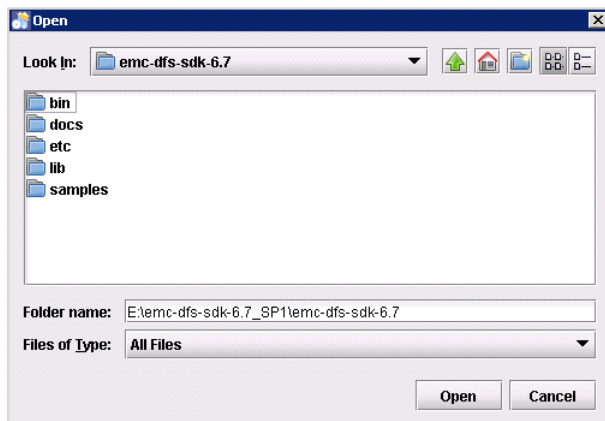 Open
Look In: emc-dfs-sdk-6.7
bin
docs
etc
lib
samples
Folder name: E:\emc-dfs-sdk-6.7_SP1\emc-dfs-sdk-6.7
Files of Type: All Files
Open Cancel